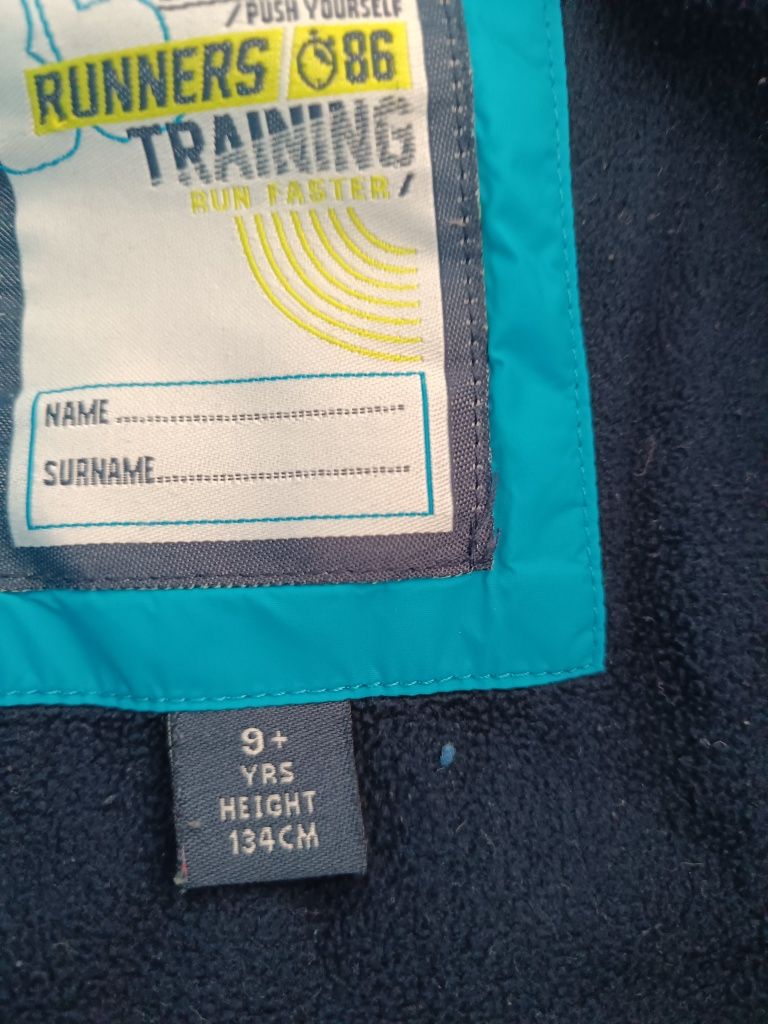 /PUSH YOURSELF
RUNNERS 86
TRAINING
RUN FASTER/
NAME
SURNAME
9+
YRS
HEIGHT
134CM